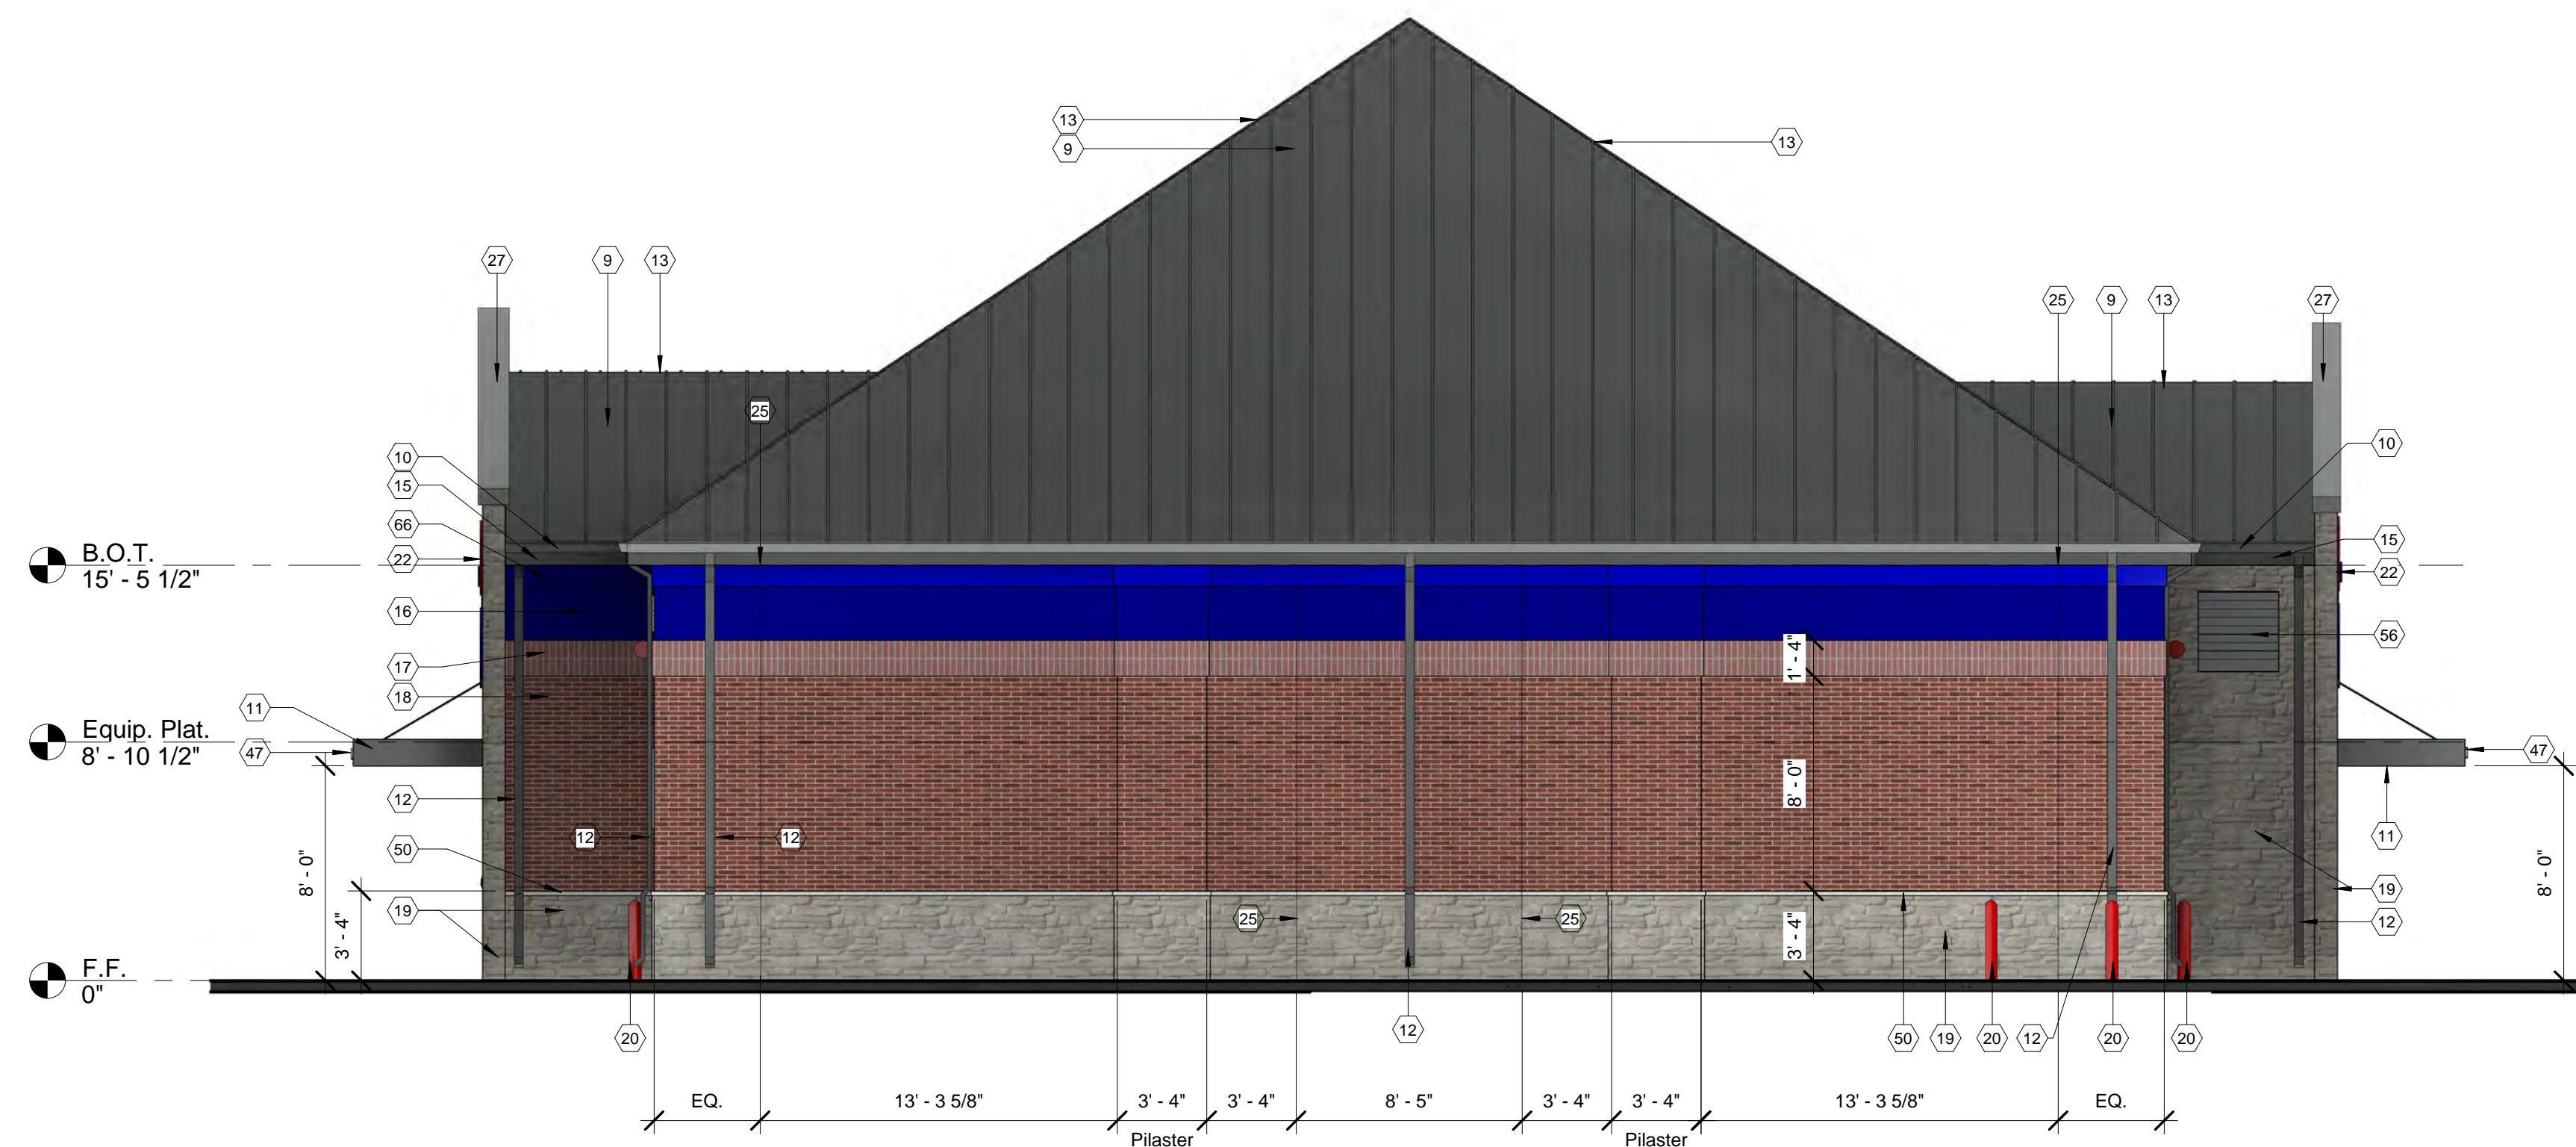 13
9
13
27
9
13
25
9
13
27
25
10
15
66
22
10
15
22
B.O.T.
15' - 5 1/2"
16
17
18
1' - 4"
56
11
Equip. Plat.
8' - 10 1/2"
47
47
12
12
12
8' - 0"
11
50
8' - 0"
3' - 4"
19
25
25
3' - 4"
19
12
8' - 0"
F.F.
0"
20
12
50
19
20
12
20
20
EQ.
13' - 3 5/8"
3' - 4"
3' - 4"
8' - 5"
3' - 4"
3' - 4"
13' - 3 5/8"
EQ.
Pilaster
Pilaster